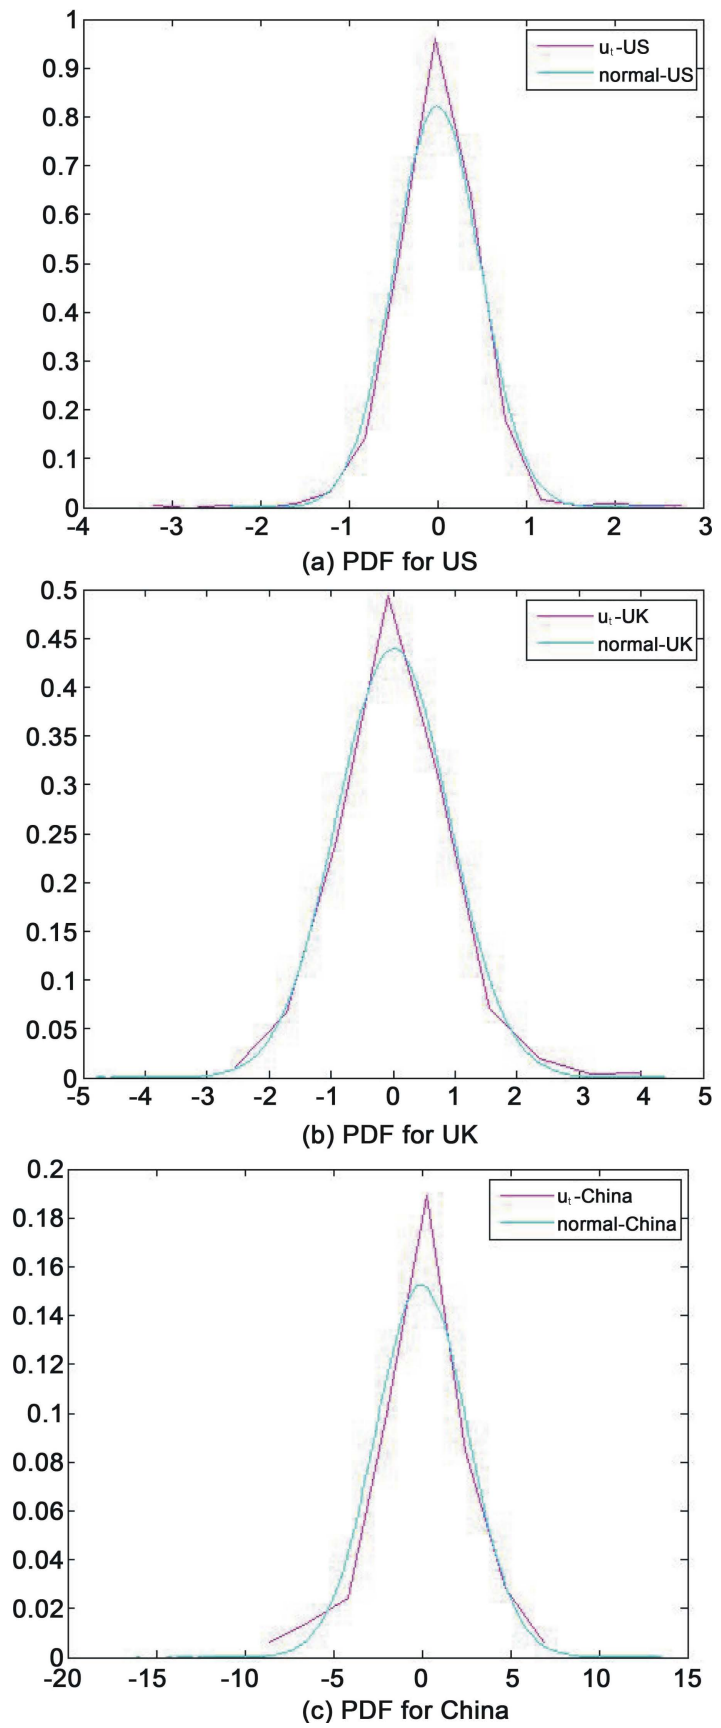 1
0.9
0.8
0.7
0.6
0.5
0.4
0.3
0.2
0.1
0
-4 -3 -2 -1 0 1 2 3
uₜ-US
normal-US
(a) PDF for US
0.5
0.45
0.4
0.35
0.3
0.25
0.2
0.15
0.1
0.05
0
-5 -4 -3 -2 -1 0 1 2 3 4 5
uₜ-UK
normal-UK
(b) PDF for UK
0.2
0.18
0.16
0.14
0.12
0.1
0.08
0.06
0.04
0.02
0
-20 -15 -10 -5 0 5 10 15
uₜ-China
normal-China
(c) PDF for China